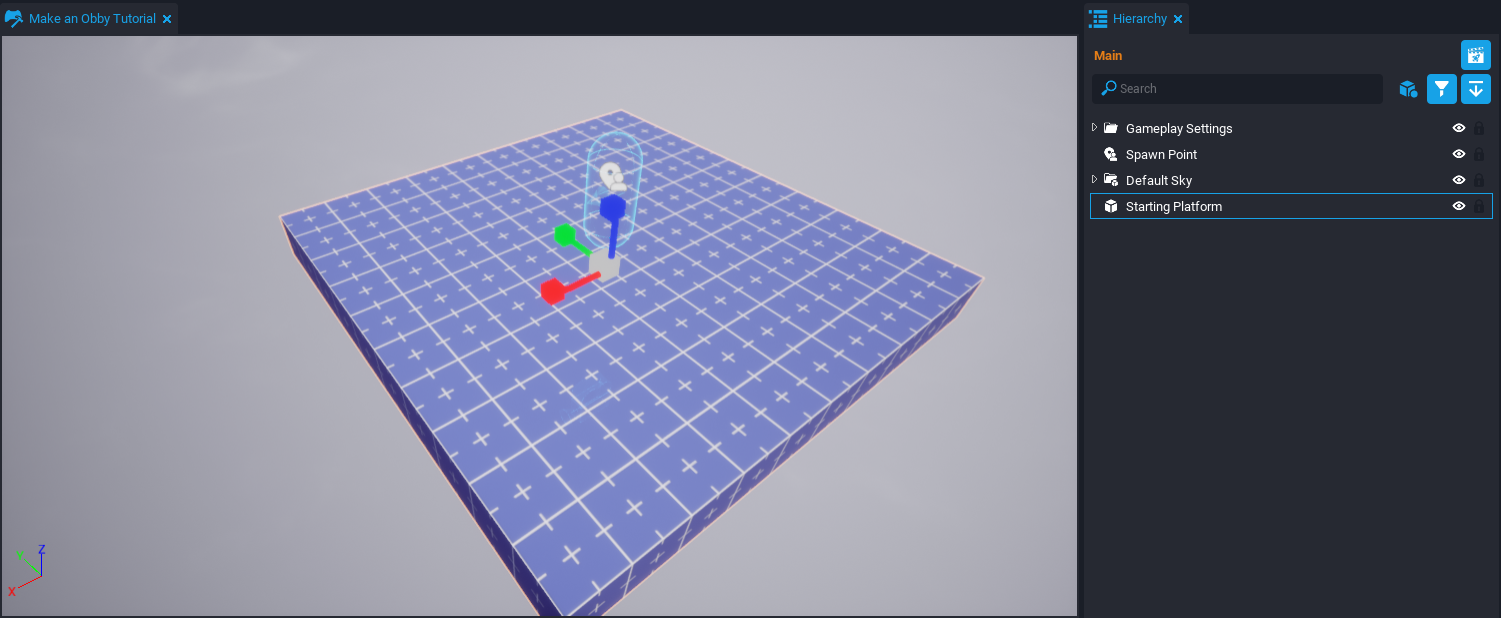 Make an Obby Tutorial
Hierarchy
Main
Search
Gameplay Settings
Spawn Point
Default Sky
Starting Platform
Z
Y
X